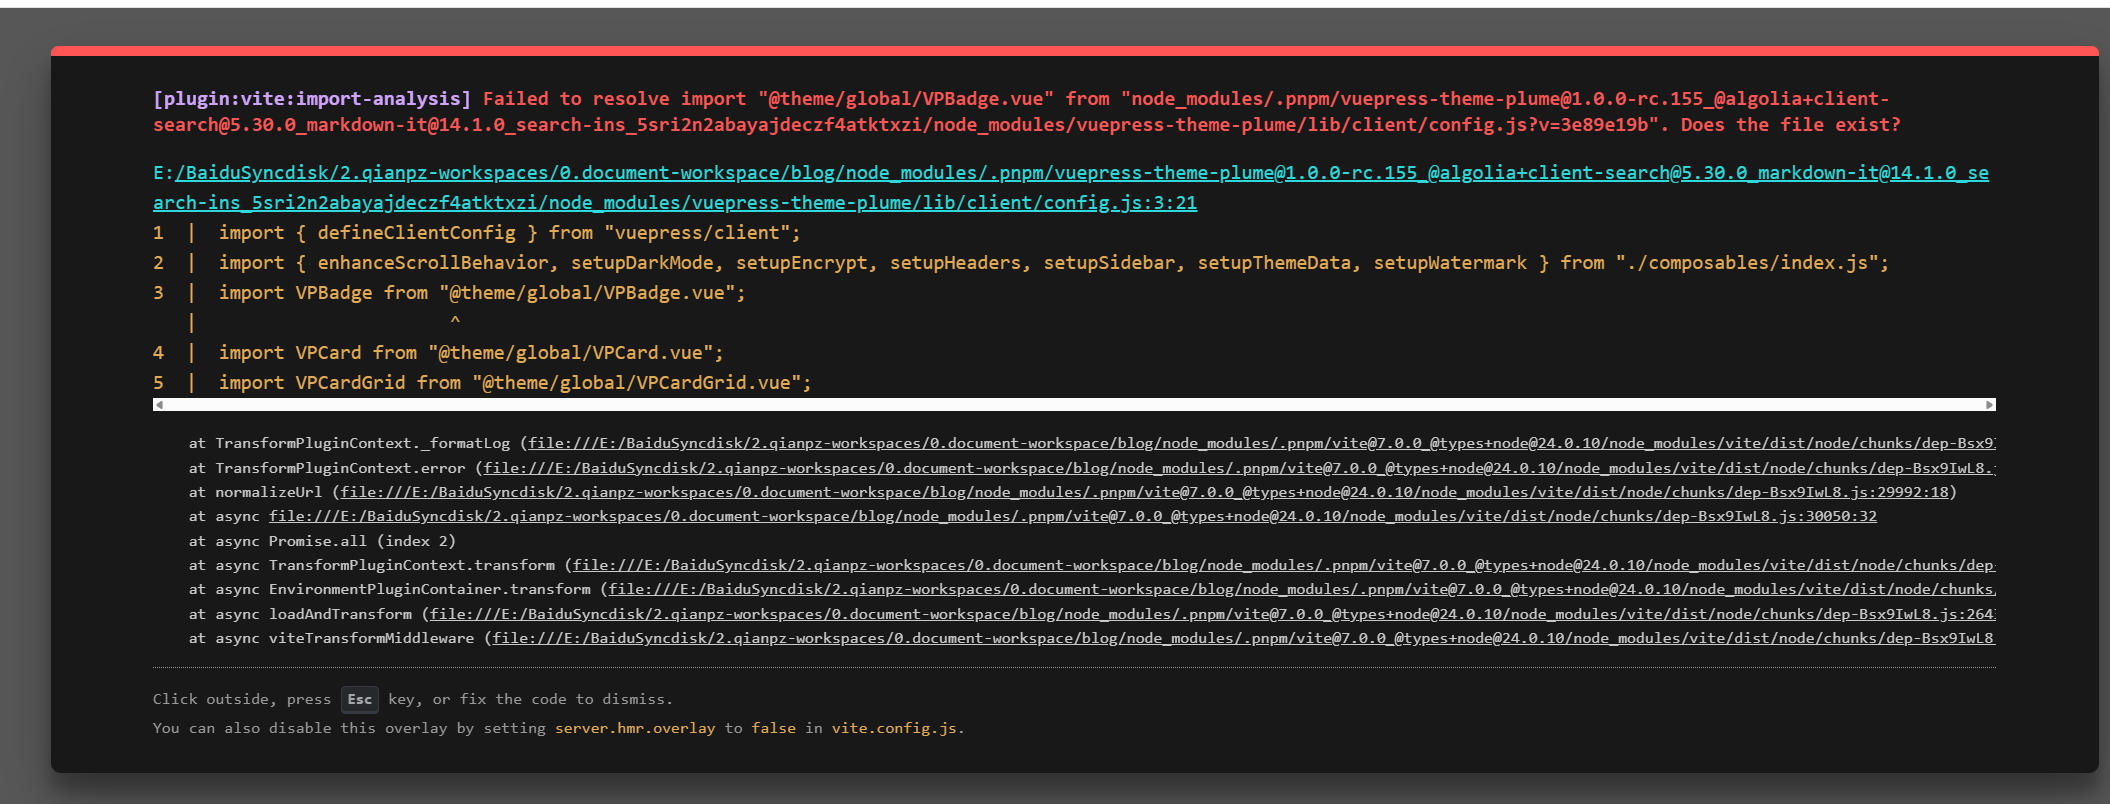 [plugin:vite:import-analysis] Failed to resolve import "@theme/global/VPBadge.vue" from "node_modules/.pnpm/vuepress-theme-plume@1.0.0-rc.155_@algolia+client-
search@5.30.0_markdown-it@14.1.0_search-ins_5sri2n2abayajdeczf4atktxzi/node_modules/vuepress-theme-plume/lib/client/config.js?v=3e89e19b". Does the file exist?
E:/BaiduSyncdisk/2.qianpz-workspaces/0.document-workspace/blog/node_modules/.pnpm/vuepress-theme-plume@1.0.0-rc.155_@algolia+client-search@5.30.0_markdown-it@14.1.0_se
arch-ins_5sri2n2abayajdeczf4atktxzi/node_modules/vuepress-theme-plume/lib/client/config.js:3:21
1  |  import { defineClientConfig } from "vuepress/client";
2  |  import { enhanceScrollBehavior, setupDarkMode, setupEncrypt, setupHeaders, setupSidebar, setupThemeData, setupWatermark } from "./composables/index.js";
3  |  import VPBadge from "@theme/global/VPBadge.vue";
   |                       ^
4  |  import VPCard from "@theme/global/VPCard.vue";
5  |  import VPCardGrid from "@theme/global/VPCardGrid.vue";
at TransformPluginContext._formatLog (file:///E:/BaiduSyncdisk/2.qianpz-workspaces/0.document-workspace/blog/node_modules/.pnpm/vite@7.0.0_@types+node@24.0.10/node_modules/vite/dist/node/chunks/dep-Bsx9I
at TransformPluginContext.error (file:///E:/BaiduSyncdisk/2.qianpz-workspaces/0.document-workspace/blog/node_modules/.pnpm/vite@7.0.0_@types+node@24.0.10/node_modules/vite/dist/node/chunks/dep-Bsx9IwL8.j
at normalizeUrl (file:///E:/BaiduSyncdisk/2.qianpz-workspaces/0.document-workspace/blog/node_modules/.pnpm/vite@7.0.0_@types+node@24.0.10/node_modules/vite/dist/node/chunks/dep-Bsx9IwL8.js:29992:18)
at async file:///E:/BaiduSyncdisk/2.qianpz-workspaces/0.document-workspace/blog/node_modules/.pnpm/vite@7.0.0_@types+node@24.0.10/node_modules/vite/dist/node/chunks/dep-Bsx9IwL8.js:30050:32
at async Promise.all (index 2)
at async TransformPluginContext.transform (file:///E:/BaiduSyncdisk/2.qianpz-workspaces/0.document-workspace/blog/node_modules/.pnpm/vite@7.0.0_@types+node@24.0.10/node_modules/vite/dist/node/chunks/dep-
at async EnvironmentPluginContainer.transform (file:///E:/BaiduSyncdisk/2.qianpz-workspaces/0.document-workspace/blog/node_modules/.pnpm/vite@7.0.0_@types+node@24.0.10/node_modules/vite/dist/node/chunks/
at async loadAndTransform (file:///E:/BaiduSyncdisk/2.qianpz-workspaces/0.document-workspace/blog/node_modules/.pnpm/vite@7.0.0_@types+node@24.0.10/node_modules/vite/dist/node/chunks/dep-Bsx9IwL8.js:264
at async viteTransformMiddleware (file:///E:/BaiduSyncdisk/2.qianpz-workspaces/0.document-workspace/blog/node_modules/.pnpm/vite@7.0.0_@types+node@24.0.10/node_modules/vite/dist/node/chunks/dep-Bsx9IwL8
Click outside, press Esc key, or fix the code to dismiss.
You can also disable this overlay by setting server.hmr.overlay to false in vite.config.js.